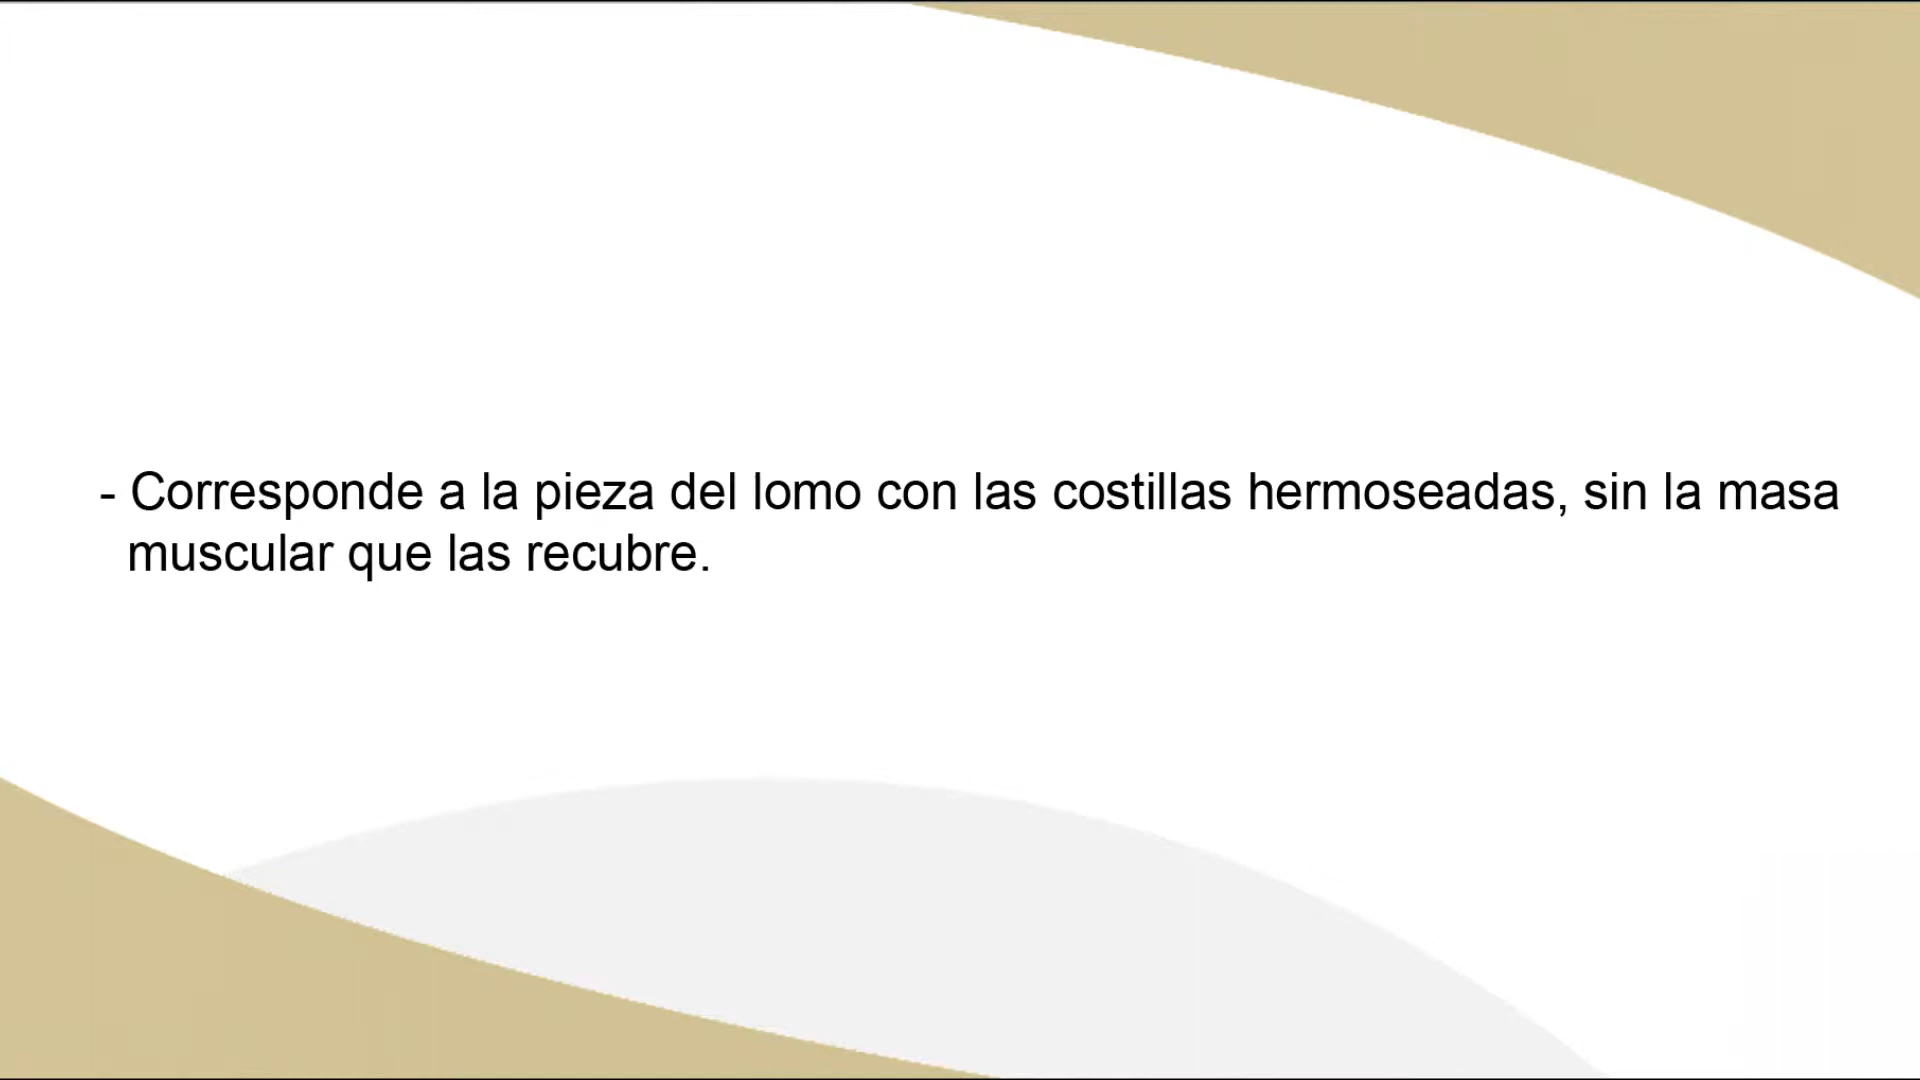 - Corresponde a la pieza del lomo con las costillas hermoseadas, sin la masa
muscular que las recubre.